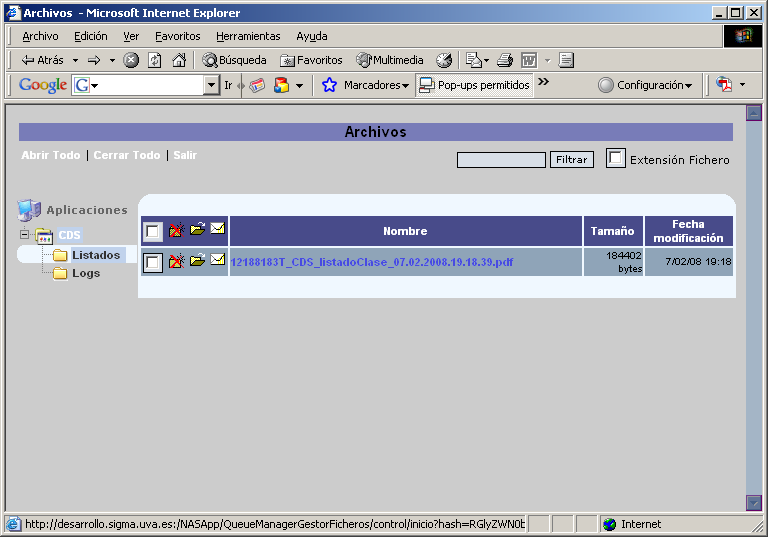 Archivos - Microsoft Internet Explorer
Archivo Edición Ver Favoritos Herramientas Ayuda
Atrás Búsqueda Favoritos Multimedia
Google G Ir Marcadores Pop-ups permitidos » Configuración
Archivos
Abrir Todo | Cerrar Todo | Salir
Filtrar Extensión Fichero
Aplicaciones
CDS
Listados
Logs
Nombre Tamaño Fecha modificación
12188183T_CDS_listadoClase_07.02.2008.19.18.39.pdf 184402 bytes 7/02/08 19:18
http://desarrollo.sigma.uva.es:/NASApp/QueueManagerGestorFicheros/control/inicio?hash=RGlyZWN0b Internet